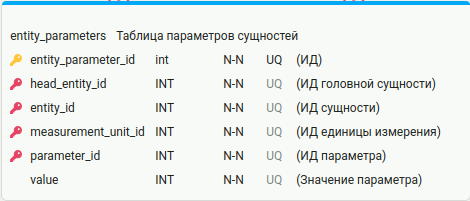 entity_parameters Таблица параметров сущностей
entity_parameter_id int N-N UQ (ИД)
head_entity_id INT N-N UQ (ИД головной сущности)
entity_id INT N-N UQ (ИД сущности)
measurement_unit_id INT N-N UQ (ИД единицы измерения)
parameter_id INT N-N UQ (ИД параметра)
value INT N-N UQ (Значение параметра)